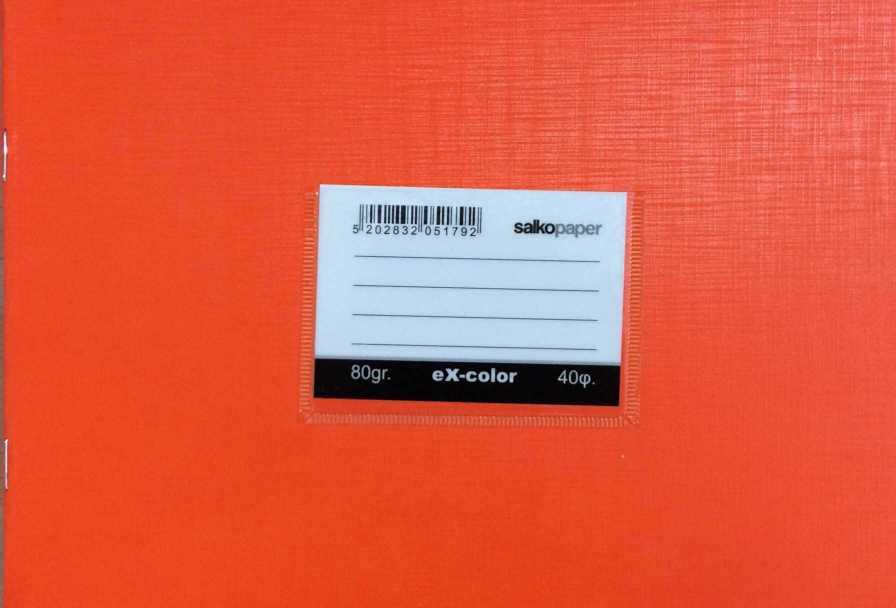 5 202832 051792
salkopaper
80gr. eX-color 40φ.